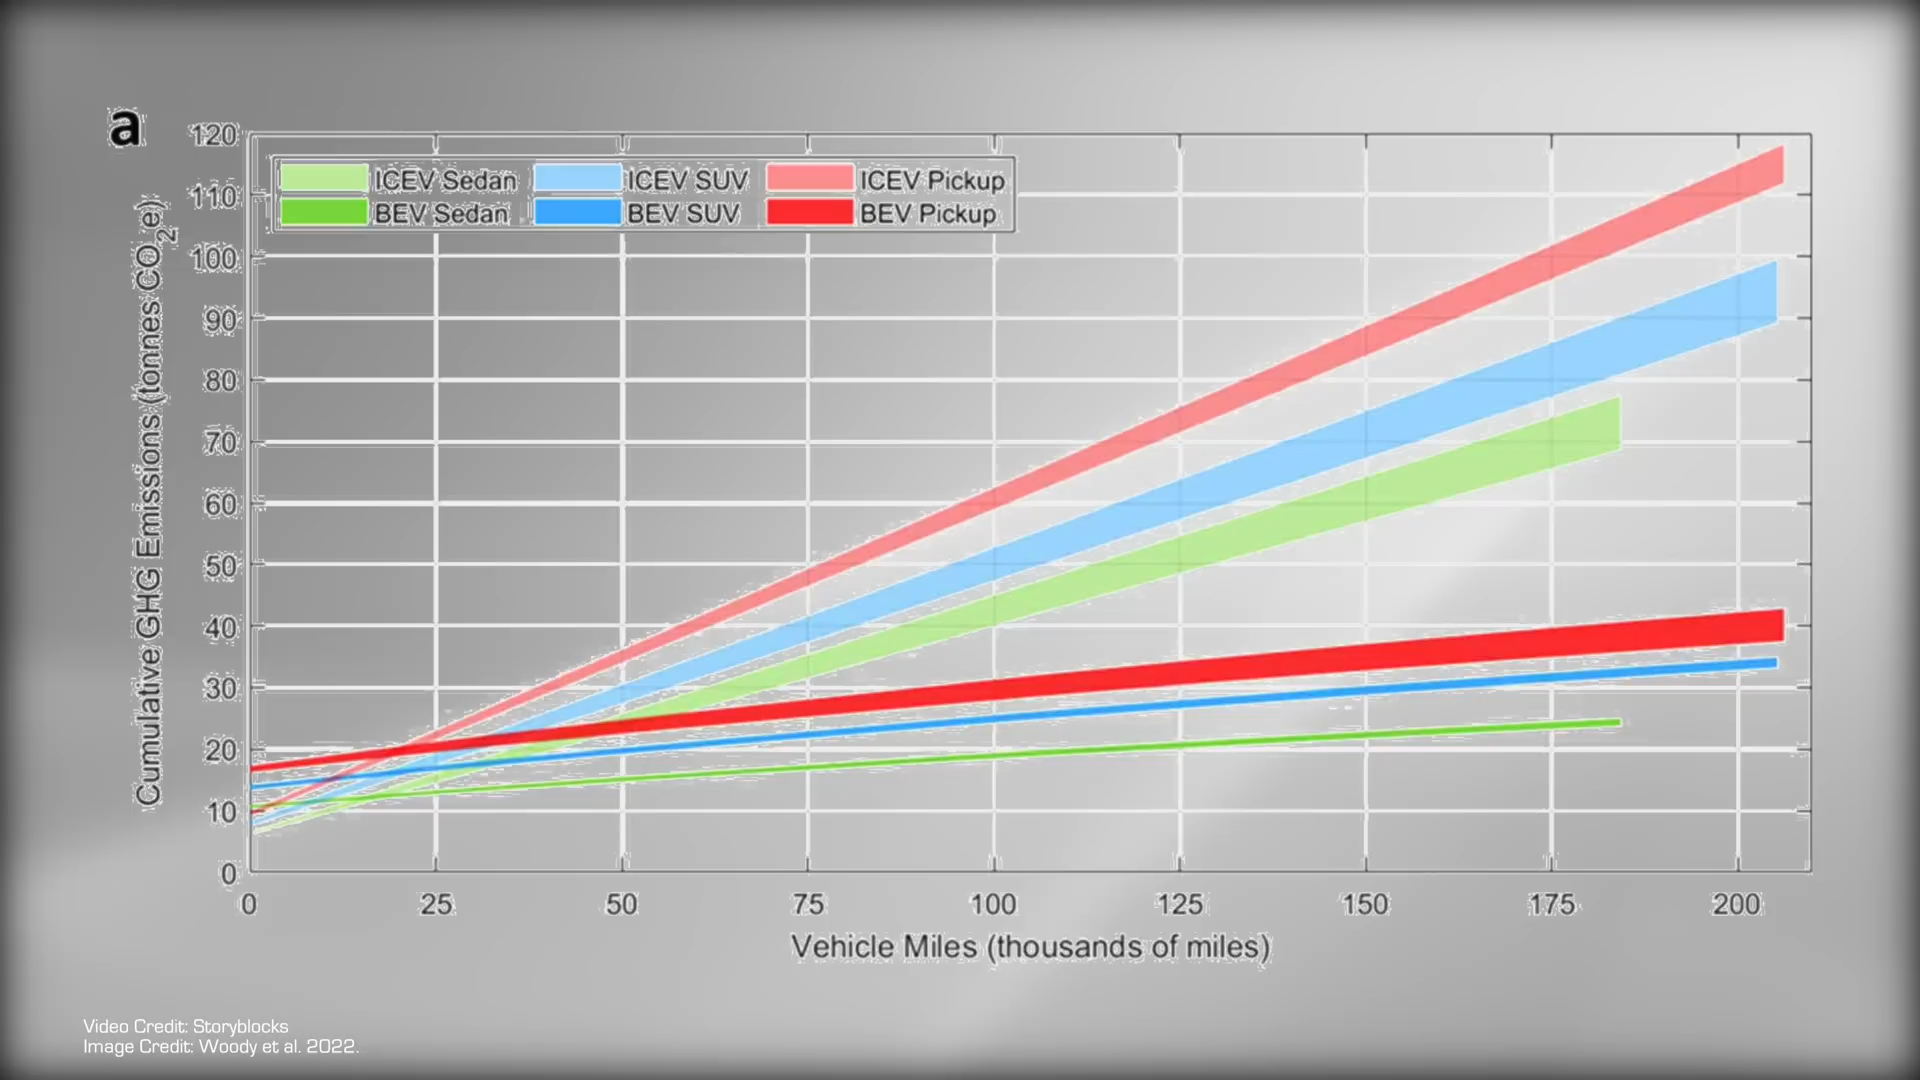 a
120
110
100
90
80
70
60
50
40
30
20
10
0
Cumulative GHG Emissions (tonnes CO2e)
ICEV Sedan ICEV SUV ICEV Pickup
BEV Sedan BEV SUV BEV Pickup
0 25 50 75 100 125 150 175 200
Vehicle Miles (thousands of miles)
Video Credit: Storyblocks
Image Credit: Woody et al. 2022.